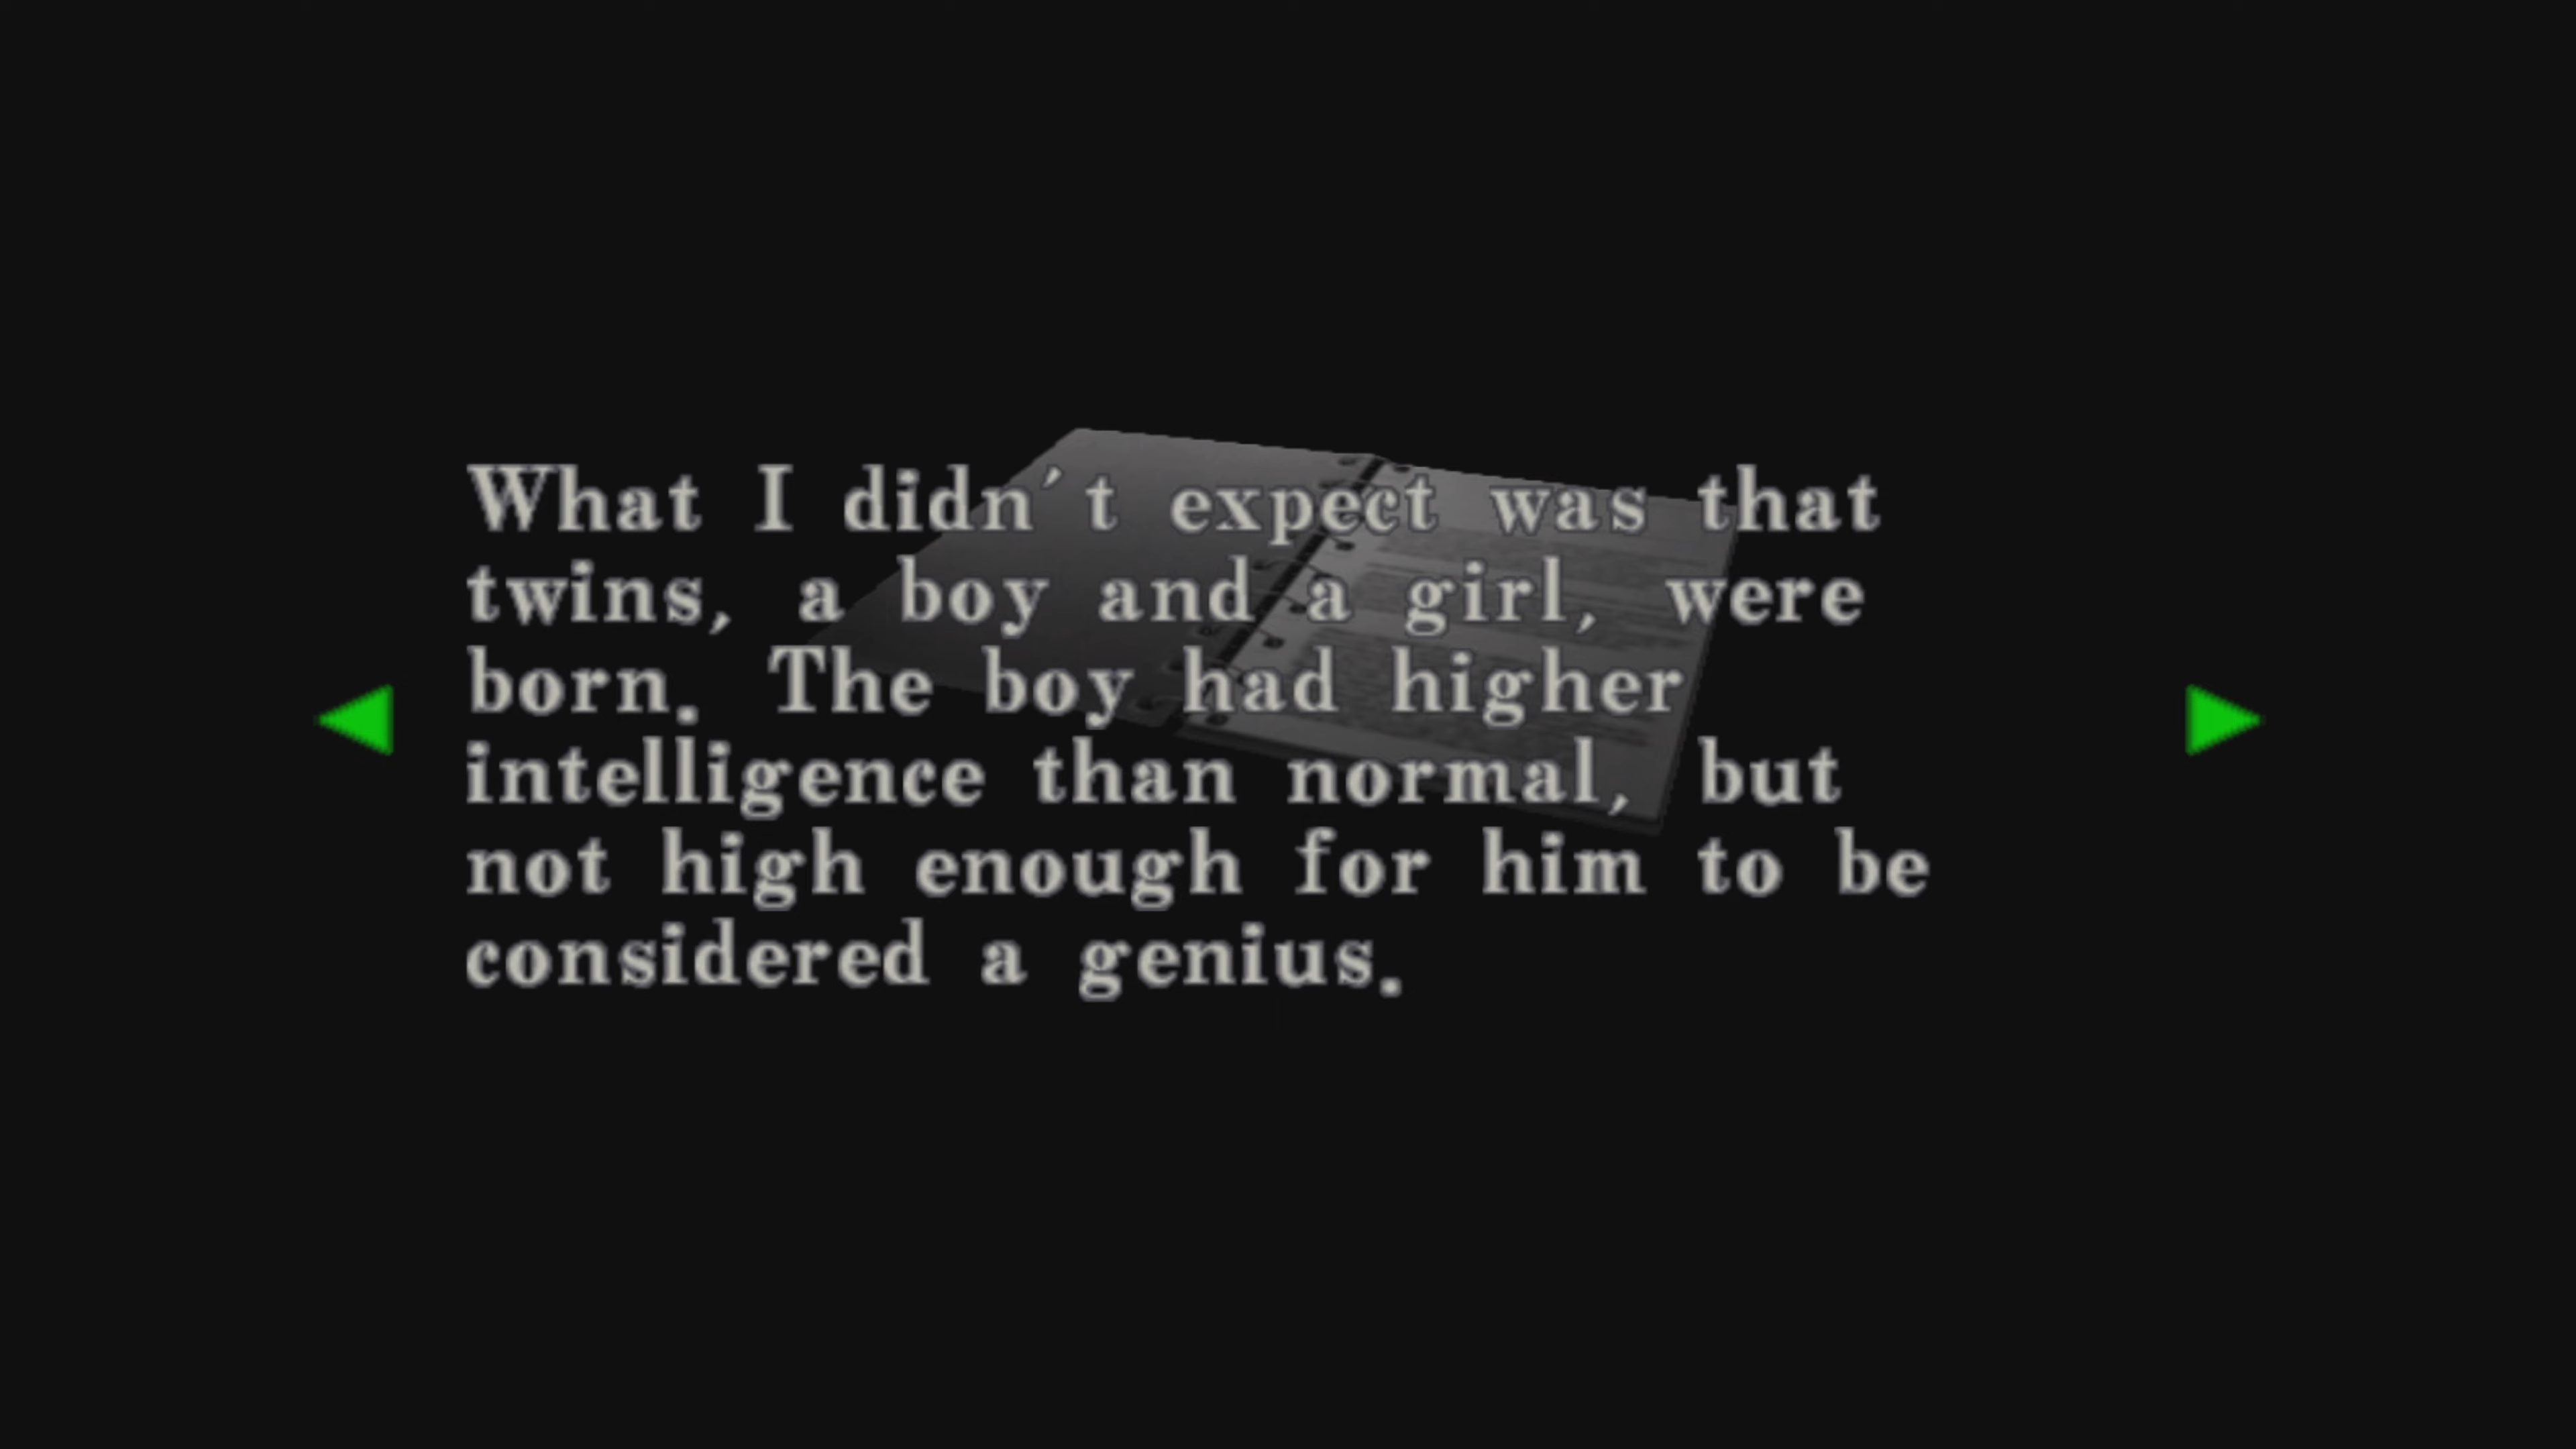 What I didn't expect was that
twins, a boy and a girl, were
born. The boy had higher
intelligence than normal, but
not high enough for him to be
considered a genius.